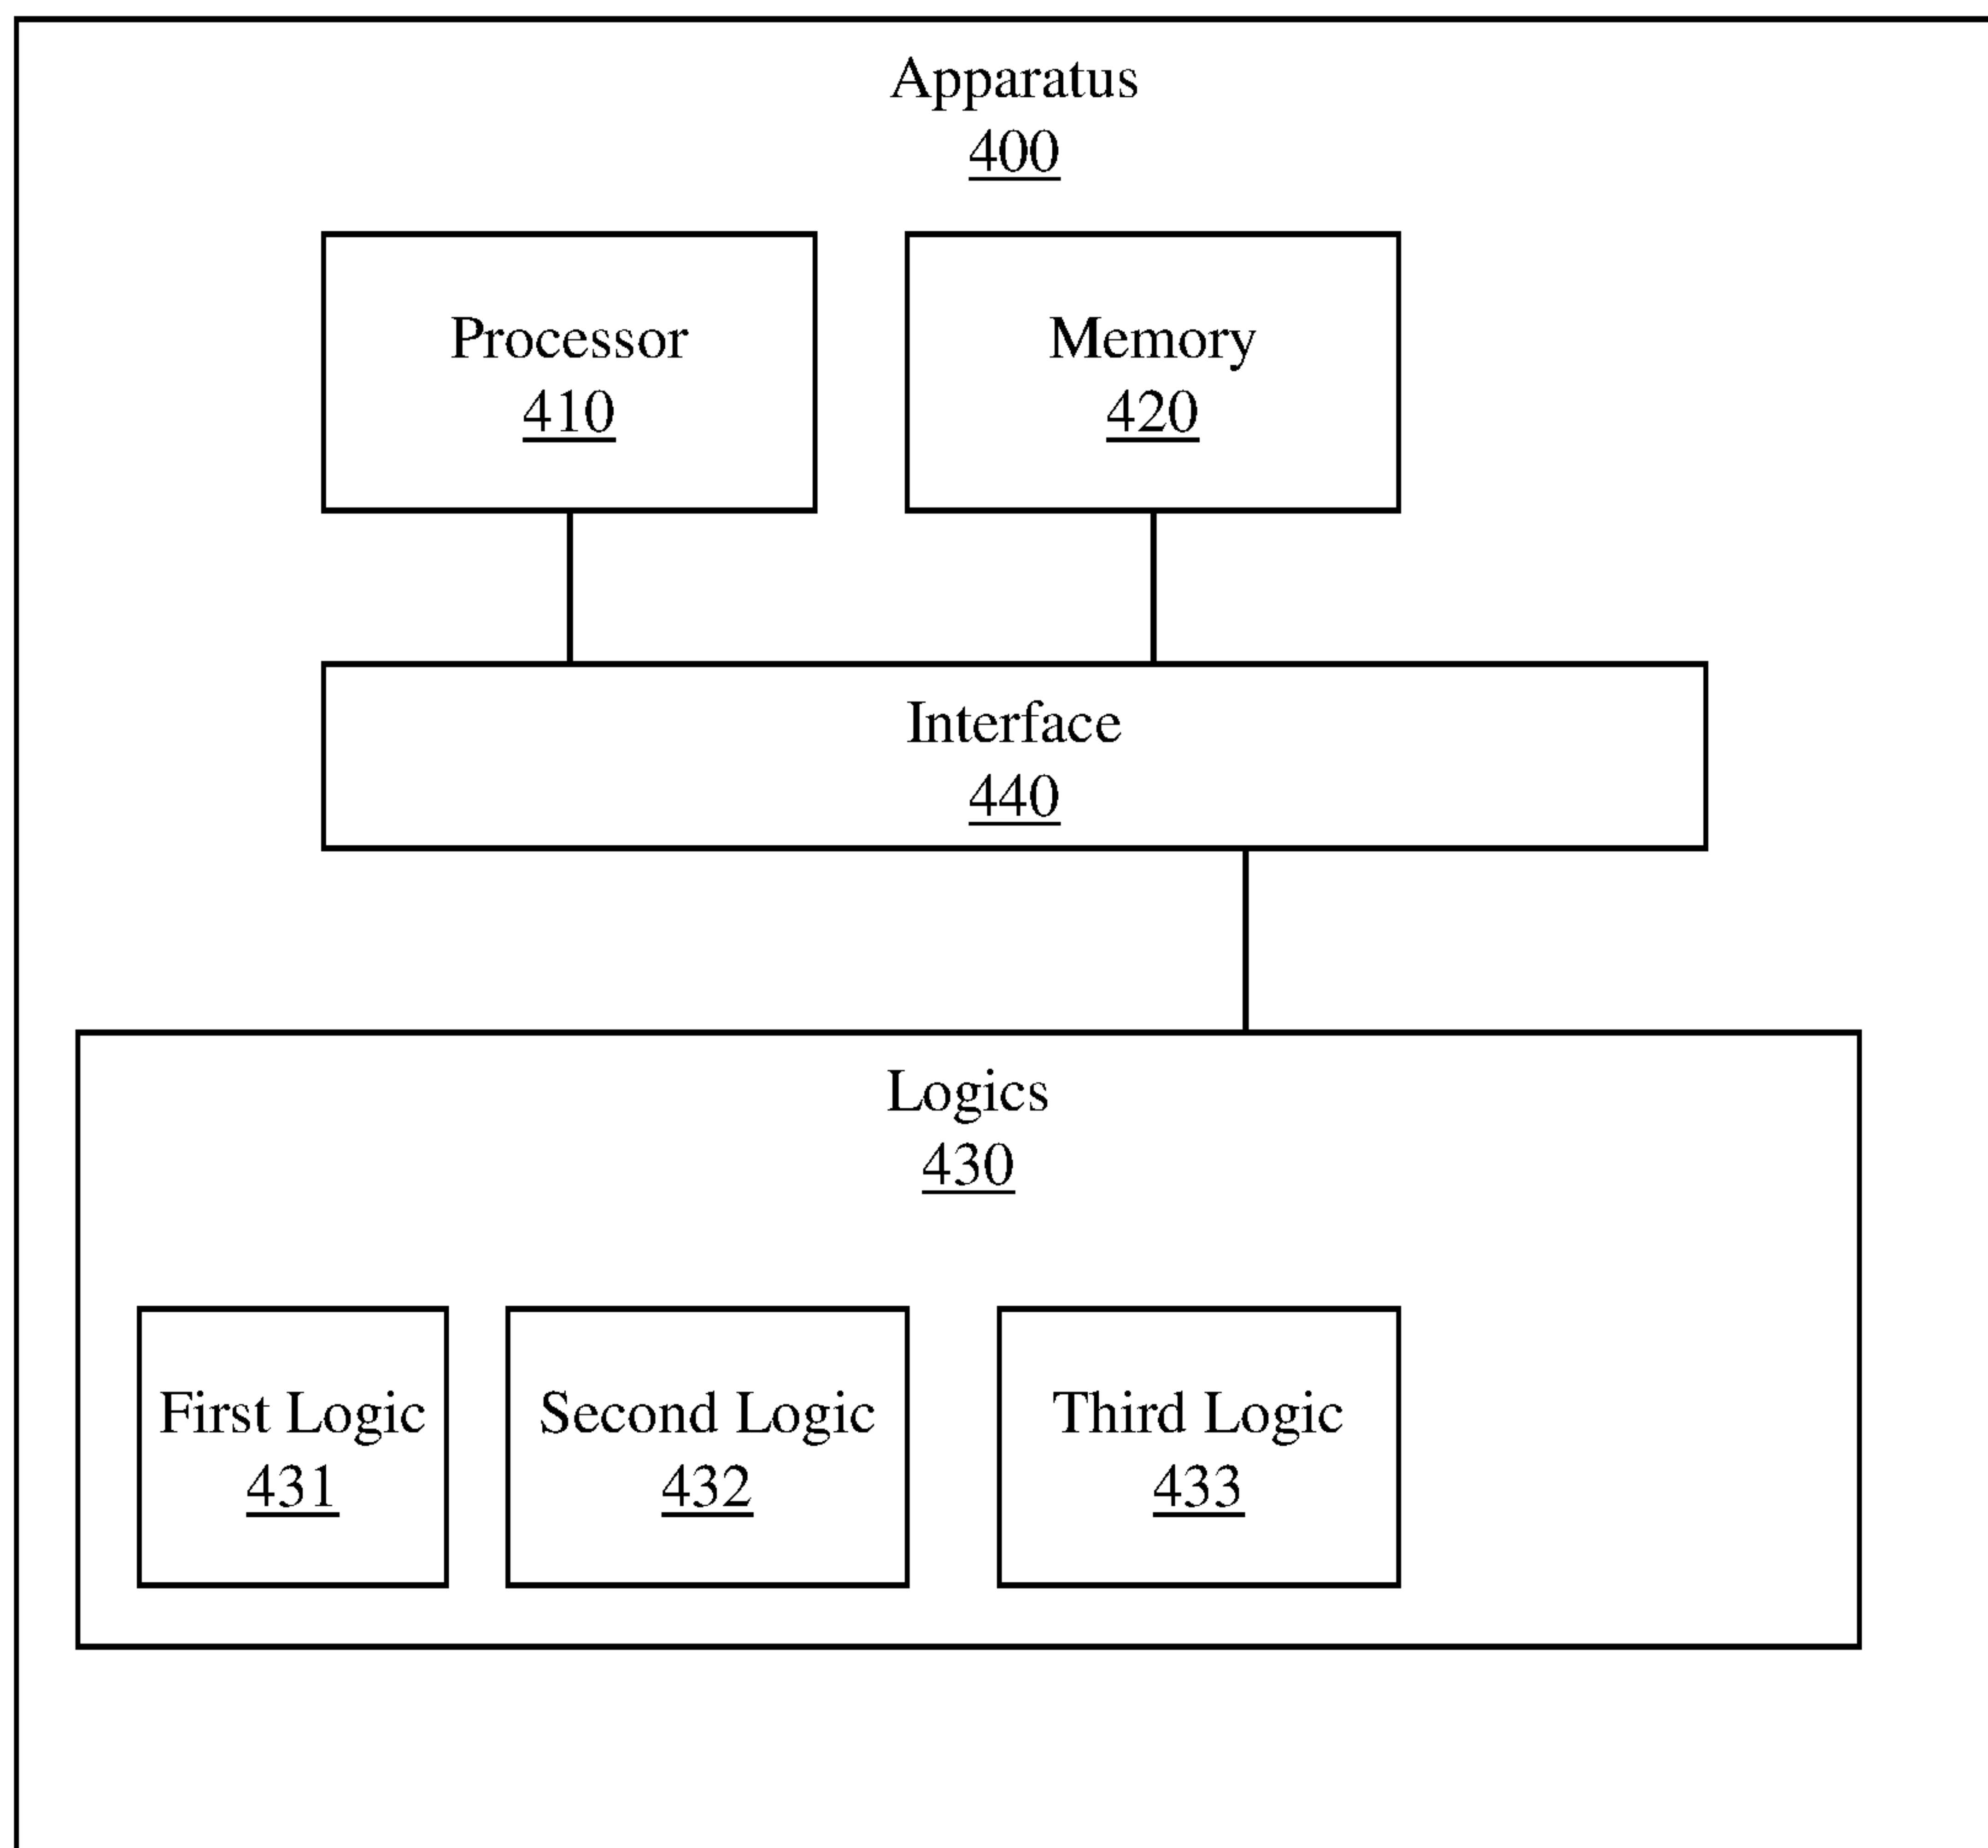 Apparatus
400
Processor
410
Memory
420
Interface
440
Logics
430
First Logic
431
Second Logic
432
Third Logic
433